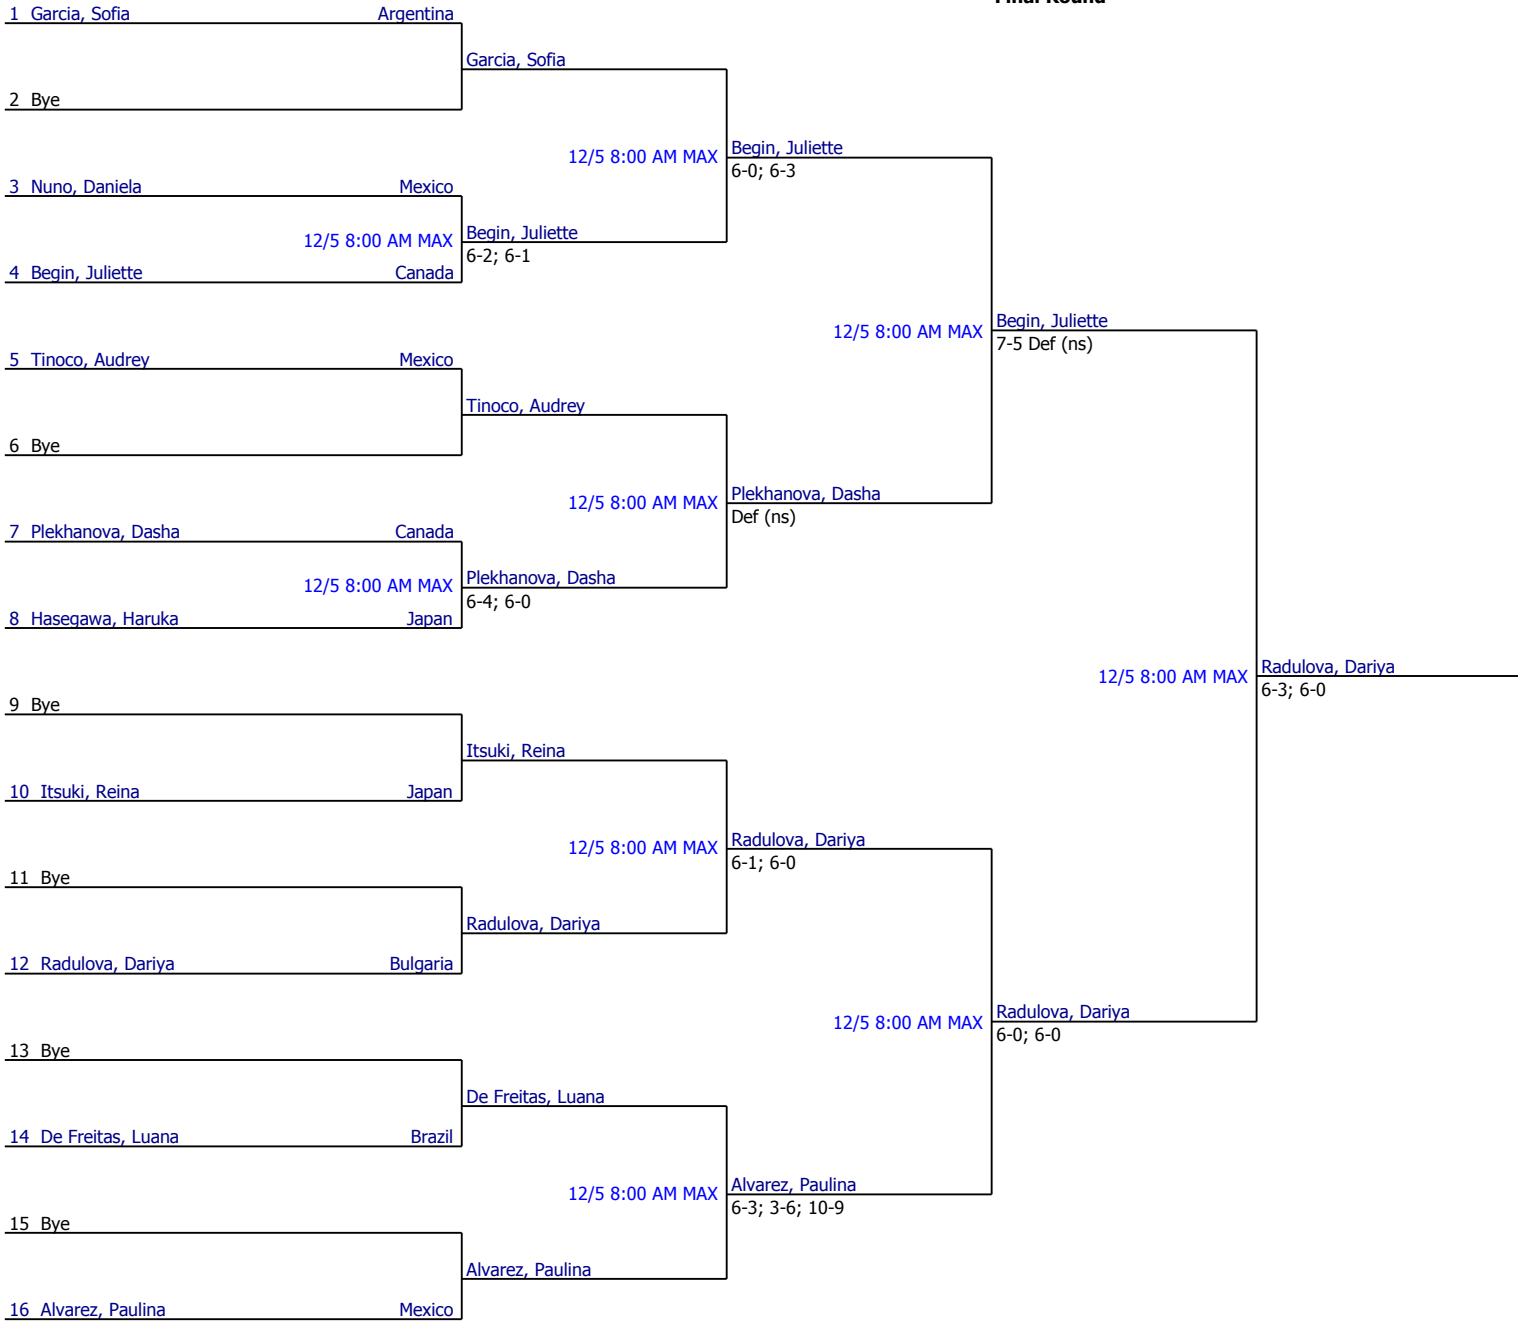 Final Round
1 Garcia, Sofia Argentina
Garcia, Sofia
2 Bye
12/5 8:00 AM MAX Begin, Juliette
6-0; 6-3
3 Nuno, Daniela Mexico
12/5 8:00 AM MAX Begin, Juliette
6-2; 6-1
4 Begin, Juliette Canada
12/5 8:00 AM MAX Begin, Juliette
7-5 Def (ns)
5 Tinoco, Audrey Mexico
Tinoco, Audrey
6 Bye
12/5 8:00 AM MAX Plekhanova, Dasha
Def (ns)
7 Plekhanova, Dasha Canada
12/5 8:00 AM MAX Plekhanova, Dasha
6-4; 6-0
8 Hasegawa, Haruka Japan
12/5 8:00 AM MAX Radulova, Dariya
6-3; 6-0
9 Bye
Itsuki, Reina
10 Itsuki, Reina Japan
12/5 8:00 AM MAX Radulova, Dariya
6-1; 6-0
11 Bye
Radulova, Dariya
12 Radulova, Dariya Bulgaria
12/5 8:00 AM MAX Radulova, Dariya
6-0; 6-0
13 Bye
De Freitas, Luana
14 De Freitas, Luana Brazil
12/5 8:00 AM MAX Alvarez, Paulina
6-3; 3-6; 10-9
15 Bye
Alvarez, Paulina
16 Alvarez, Paulina Mexico